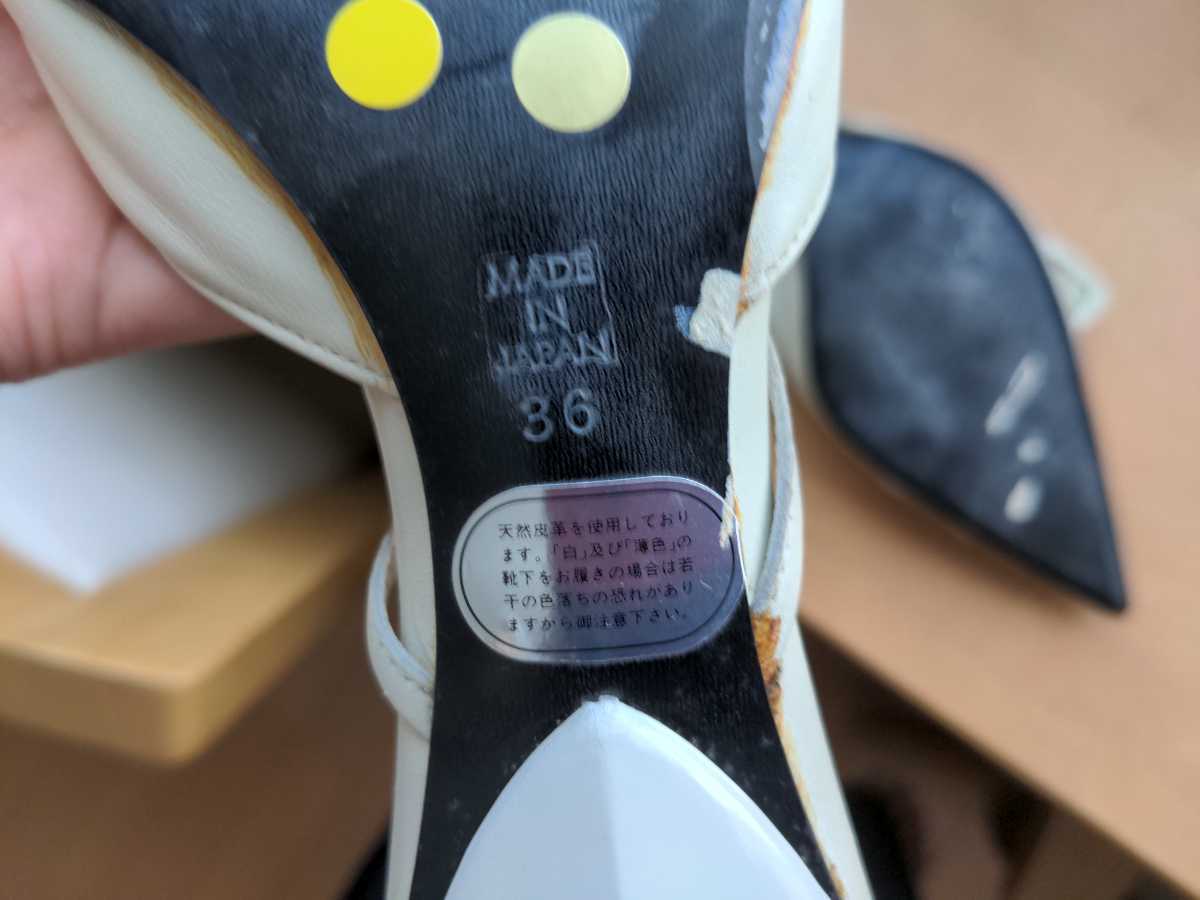 MADE
IN
JAPAN
36
天然皮革を使用しており
ます。「白」及び「薄色」の
靴下をお履きの場合は若
干の色落ちの恐れがあり
ますから御注意下さい。